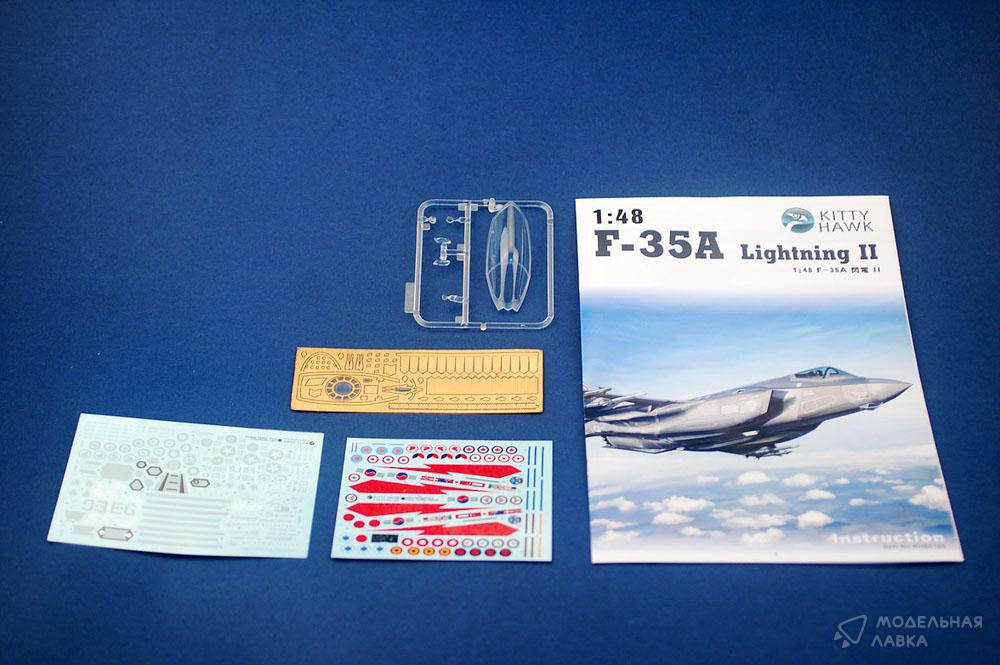 1:48
KITTY
HAWK
F-35A Lightning II
1:48 F-35A 閃電 II
Instruction
МОДЕЛЬНАЯ
ЛАВКА